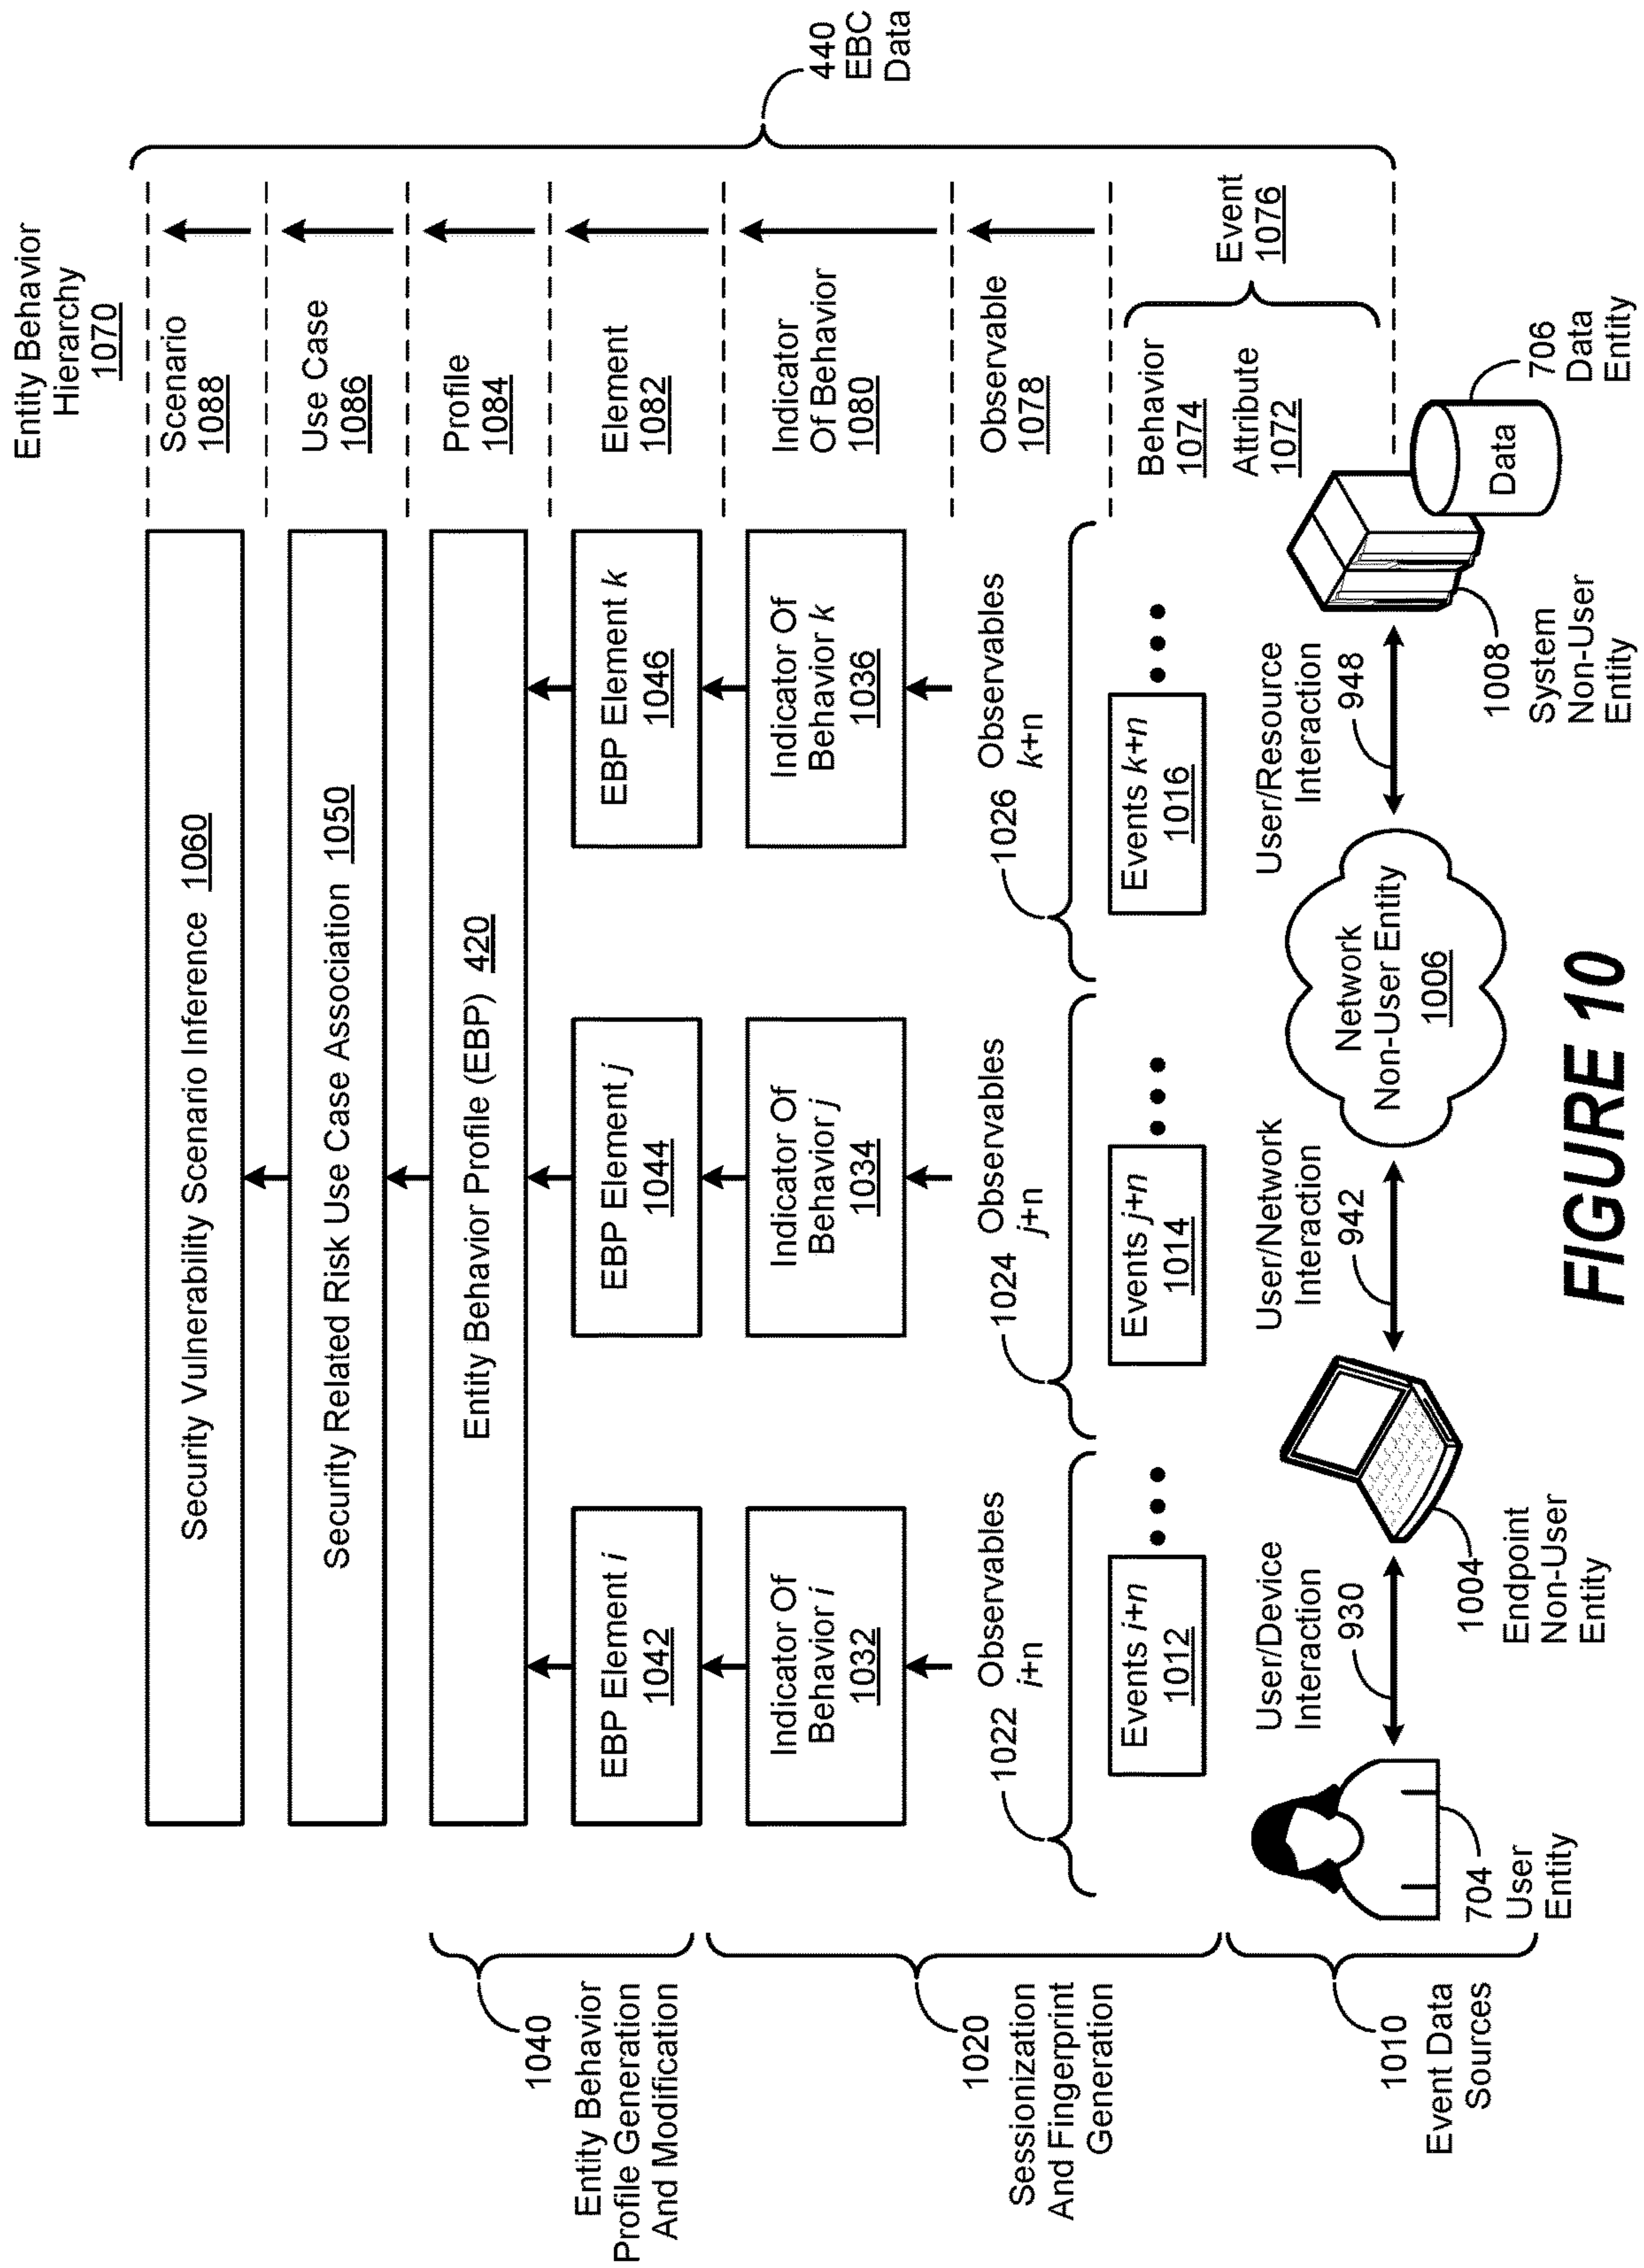 Entity Behavior
Hierarchy
1070
Security Vulnerability Scenario Inference 1060
Scenario
1088
Security Related Risk Use Case Association 1050
Use Case
1086
1040
Entity Behavior
Profile Generation
And Modification
Entity Behavior Profile (EBP) 420
Profile
1084
EBP Element i
1042
EBP Element j
1044
EBP Element k
1046
Element
1082
440
EBC
Data
1020
Sessionization
And Fingerprint
Generation
Indicator Of
Behavior i
1032
Indicator Of
Behavior j
1034
Indicator Of
Behavior k
1036
Indicator
Of Behavior
1080
1022
Observables
i+n
1024
Observables
j+n
1026
Observables
k+n
Observable
1078
Events i+n
1012
Events j+n
1014
Events k+n
1016
Behavior
1074
Attribute
1072
Event
1076
1010
Event Data
Sources
User/Device
Interaction
930
User/Network
Interaction
942
User/Resource
Interaction
948
Network
Non-User Entity
1006
Data
704
User
Entity
1004
Endpoint
Non-User
Entity
1008
System
Non-User
Entity
706
Data
Entity
FIGURE 10